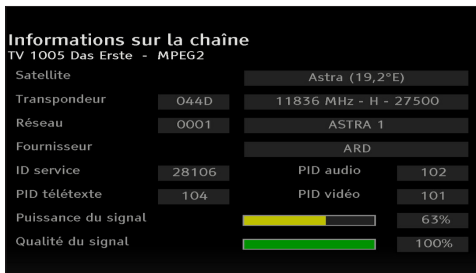 Informations sur la chaîne
TV 1005 Das Erste - MPEG2
Satellite Astra (19,2°E)
Transpondeur 044D 11836 MHz - H - 27500
Réseau 0001 ASTRA 1
Fournisseur ARD
ID service 28106 PID audio 102
PID télétexte 104 PID vidéo 101
Puissance du signal 63%
Qualité du signal 100%